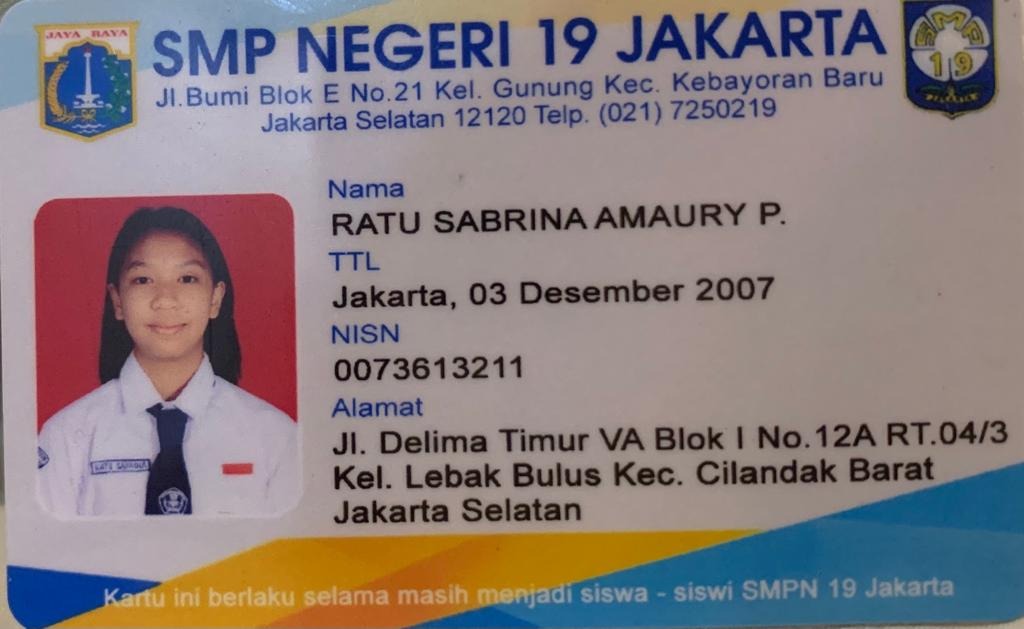 JAYA RAYA
SMP NEGERI 19 JAKARTA
Jl.Bumi Blok E No.21 Kel. Gunung Kec. Kebayoran Baru
Jakarta Selatan 12120 Telp. (021) 7250219
SMP
19
Nama
RATU SABRINA AMAURY P.
TTL
Jakarta, 03 Desember 2007
NISN
0073613211
Alamat
Jl. Delima Timur VA Blok I No.12A RT.04/3
Kel. Lebak Bulus Kec. Cilandak Barat
Jakarta Selatan
RATU SABRINA
Kartu ini berlaku selama masih menjadi siswa - siswi SMPN 19 Jakarta